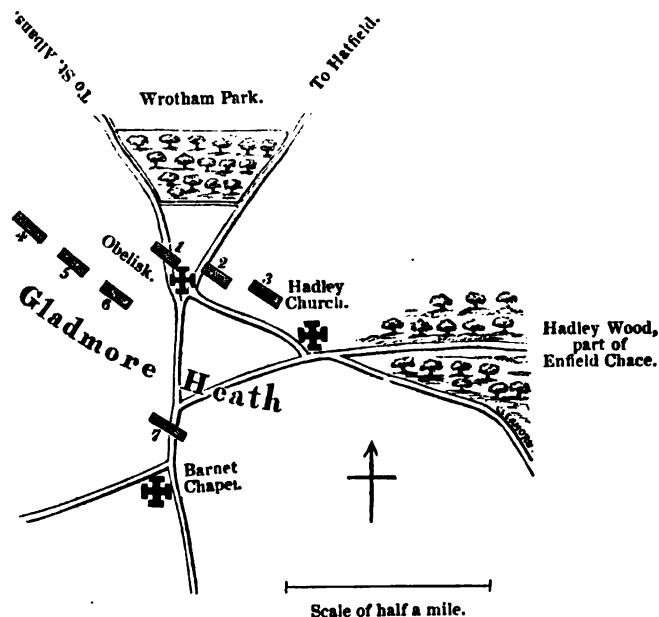 To St. Albans.
To Hatfield.
Wrotham Park.
Obelisk.
1
2
3
4
5
6
Hadley
Church.
Gladmore Heath
Hadley Wood,
part of
Enfield Chace.
7
Barnet
Chapel.
Scale of half a mile.